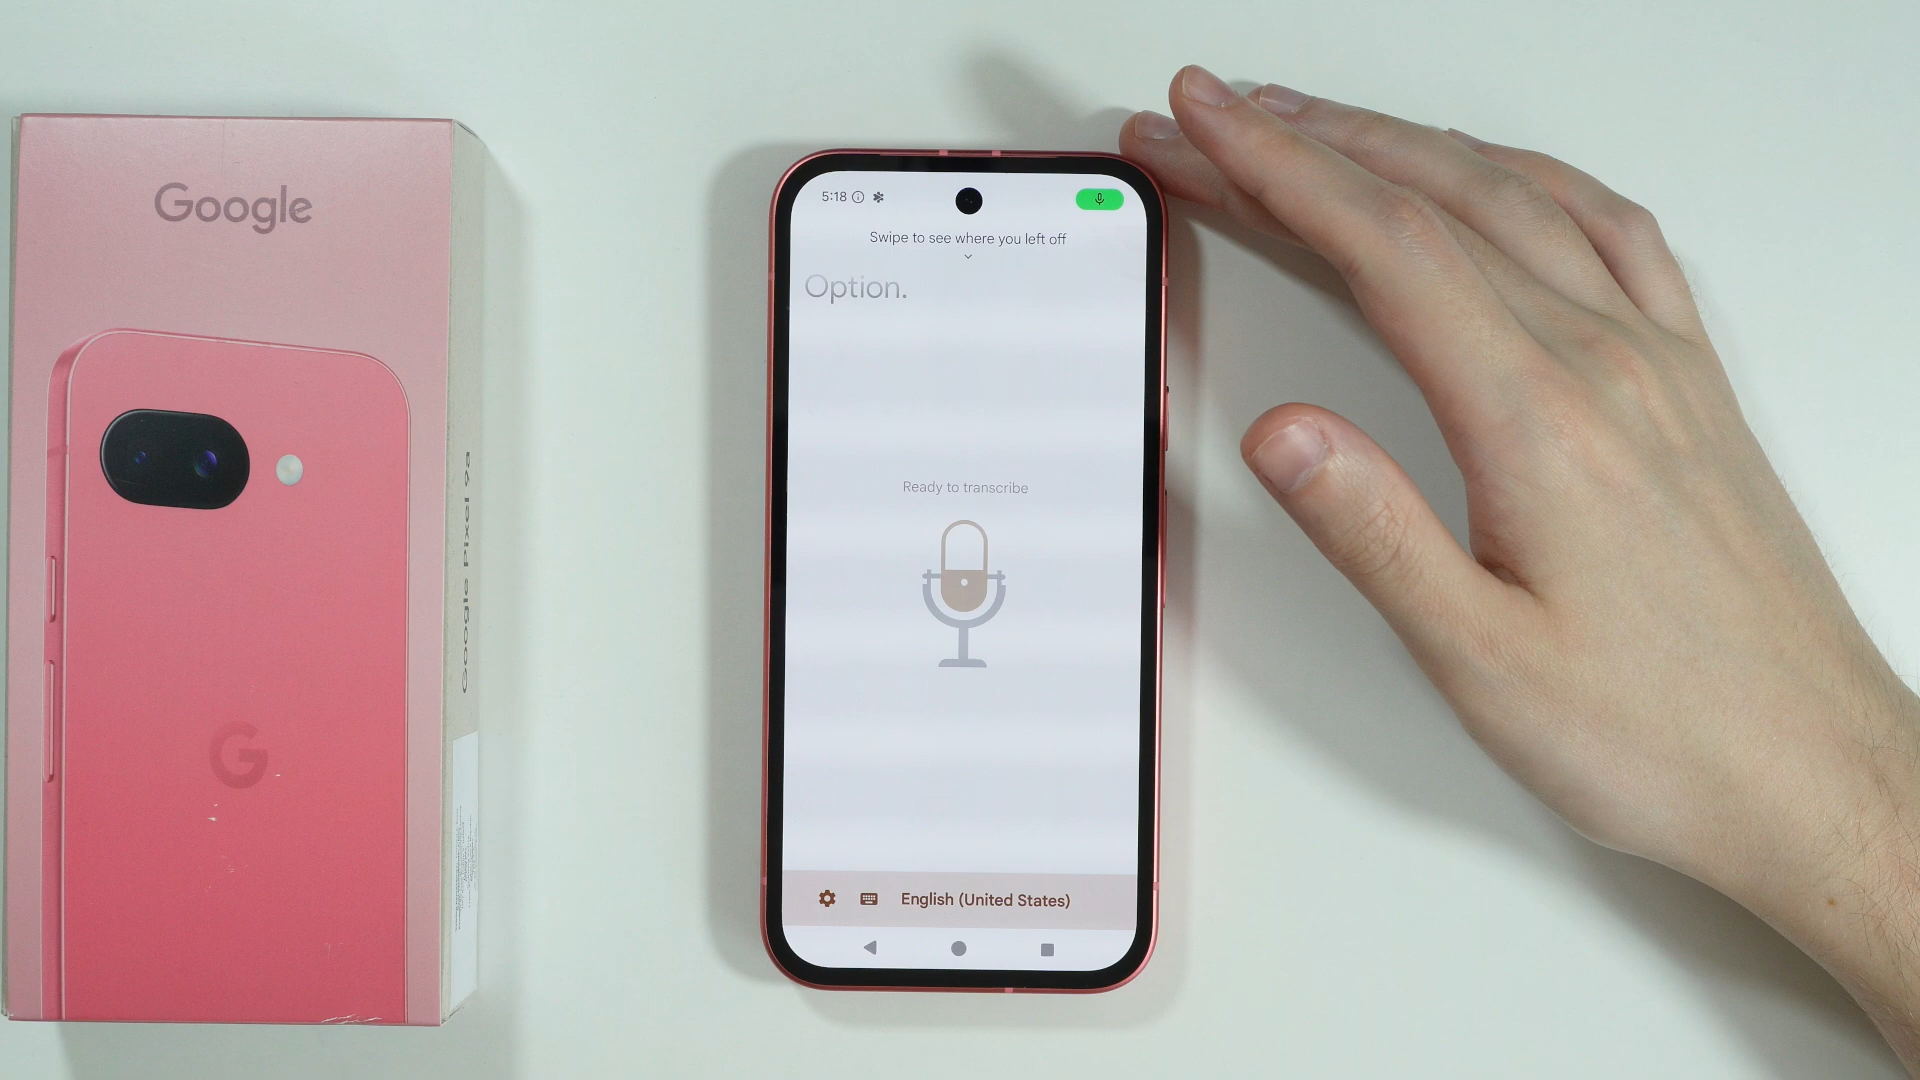 Google
Google Pixel 9a
5:18
Swipe to see where you left off
Option.
Ready to transcribe
English (United States)